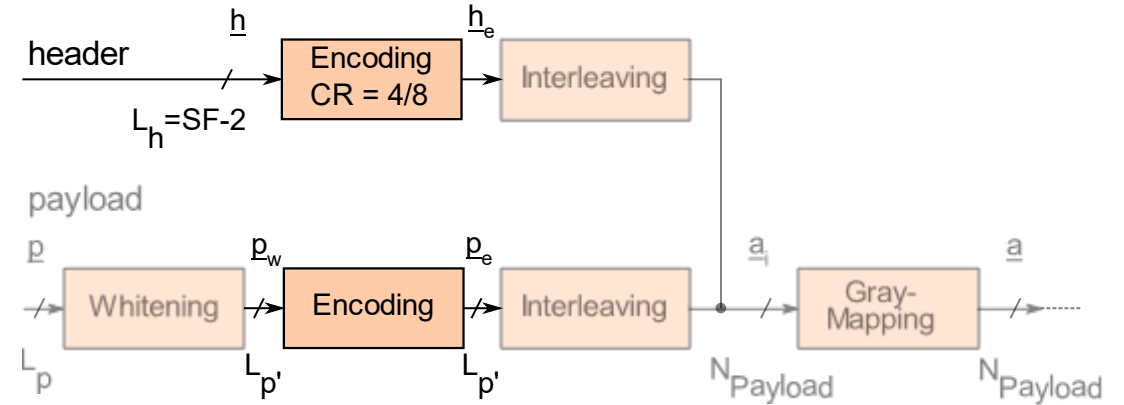 h
h_e
header
Encoding
CR = 4/8
Interleaving
L_h=SF-2
payload
p
p_w
p_e
a_i
a
Whitening
Encoding
Interleaving
Gray-
Mapping
L_p
L_p'
L_p'
N_Payload
N_Payload